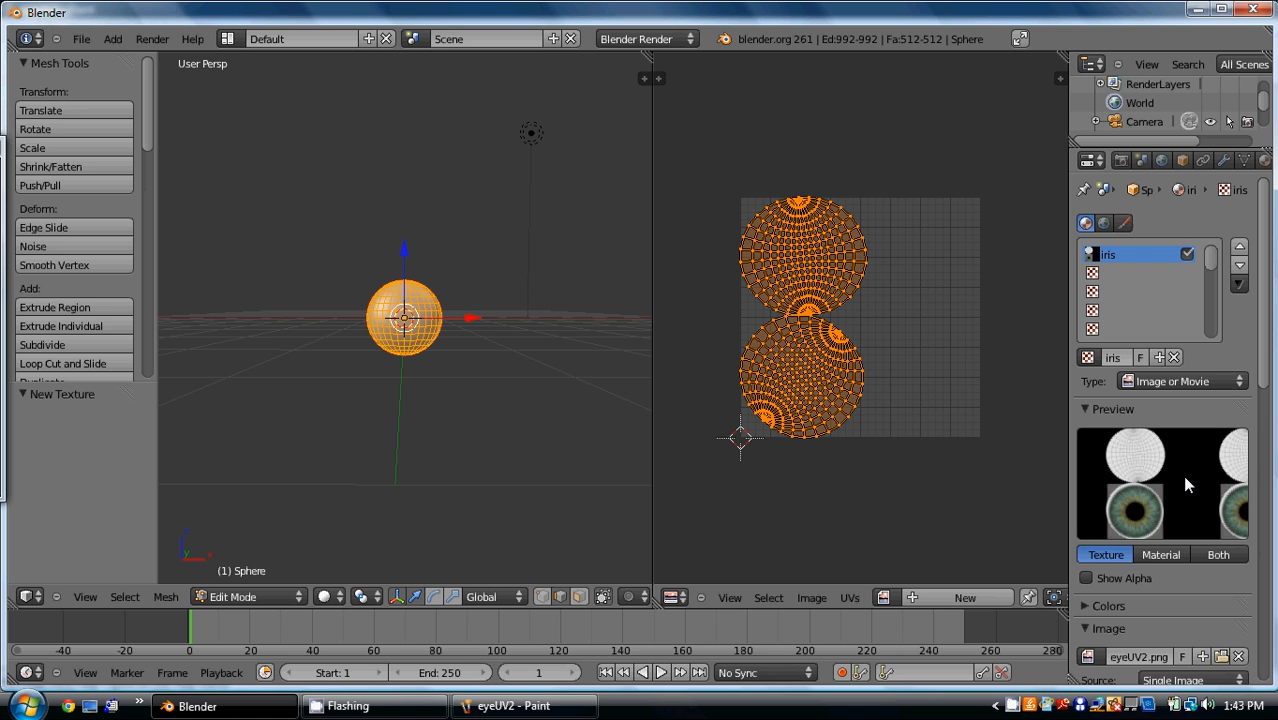 Blender
File Add Render Help Default Scene Blender Render blender.org 261 | Ed:992-992 | Fa:512-512 | Sphere
Mesh Tools
Transform:
Translate
Rotate
Scale
Shrink/Fatten
Push/Pull
Deform:
Edge Slide
Noise
Smooth Vertex
Add:
Extrude Region
Extrude Individual
Subdivide
Loop Cut and Slide
Duplicate
New Texture
User Persp
(1) Sphere
View Select Mesh Edit Mode Global
View Select Image UVs New
View Search All Scenes
RenderLayers
World
Camera
Sp iri iris
iris
iris F
Type: Image or Movie
Preview
Texture Material Both
Show Alpha
Colors
Image
eyeUV2.png F
Source: Single Image
-40 -20 0 20 40 60 80 100 120 140 160 180 200 220 240 260 280
View Marker Frame Playback Start: 1 End: 250 1 No Sync
Blender Flashing eyeUV2 - Paint 1:43 PM